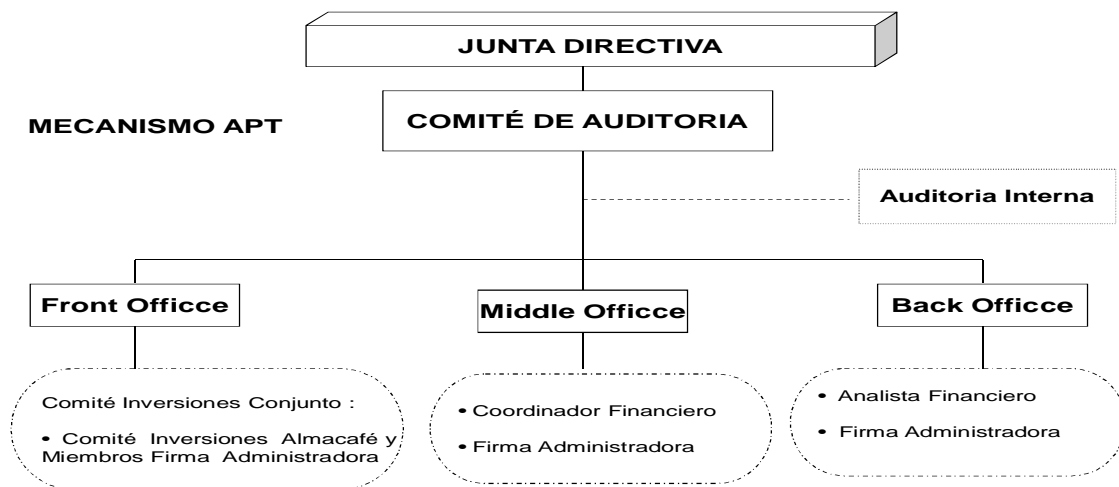 JUNTA DIRECTIVA
MECANISMO APT
COMITÉ DE AUDITORIA
Auditoria Interna
Front Officce
Middle Officce
Back Officce
Comité Inversiones Conjunto :
• Comité Inversiones Almacafé y
Miembros Firma Administradora
• Coordinador Financiero
• Firma Administradora
• Analista Financiero
• Firma Administradora